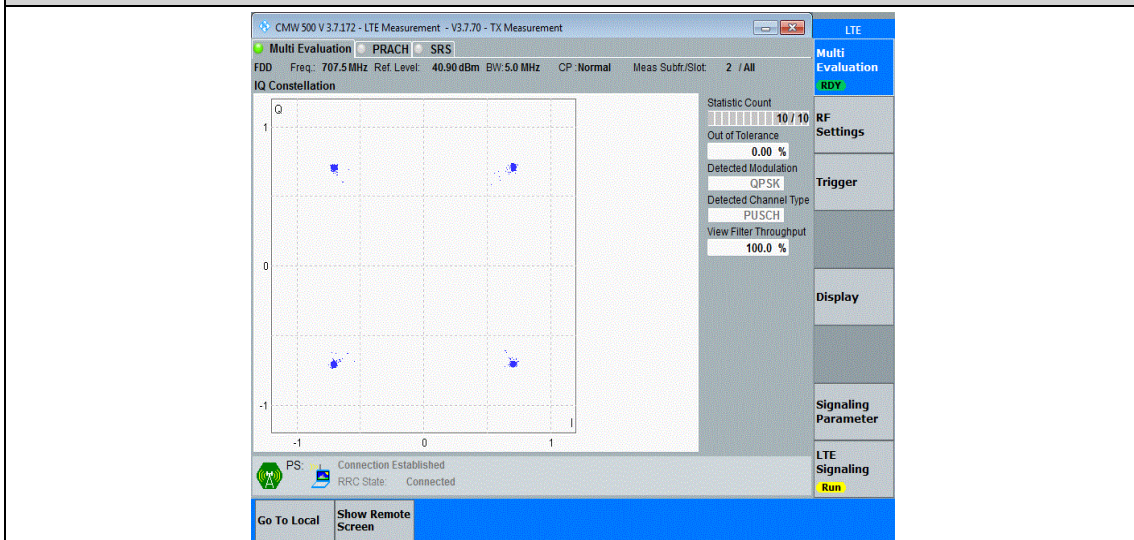 CMW 500 V 3.7.172 - LTE Measurement - V3.7.70 - TX Measurement
LTE
Multi Evaluation PRACH SRS
Multi
Evaluation
RDY
FDD Freq.: 707.5 MHz Ref. Level: 40.90 dBm BW: 5.0 MHz CP : Normal Meas Subfr./Slot: 2 / All
IQ Constellation
Q
1
0
-1
-1 0 1
I
Statistic Count
10 / 10
Out of Tolerance
0.00 %
Detected Modulation
QPSK
Detected Channel Type
PUSCH
View Filter Throughput
100.0 %
RF
Settings
Trigger
Display
Signaling
Parameter
LTE
Signaling
Run
PS: Connection Established
RRC State: Connected
Go To Local
Show Remote
Screen